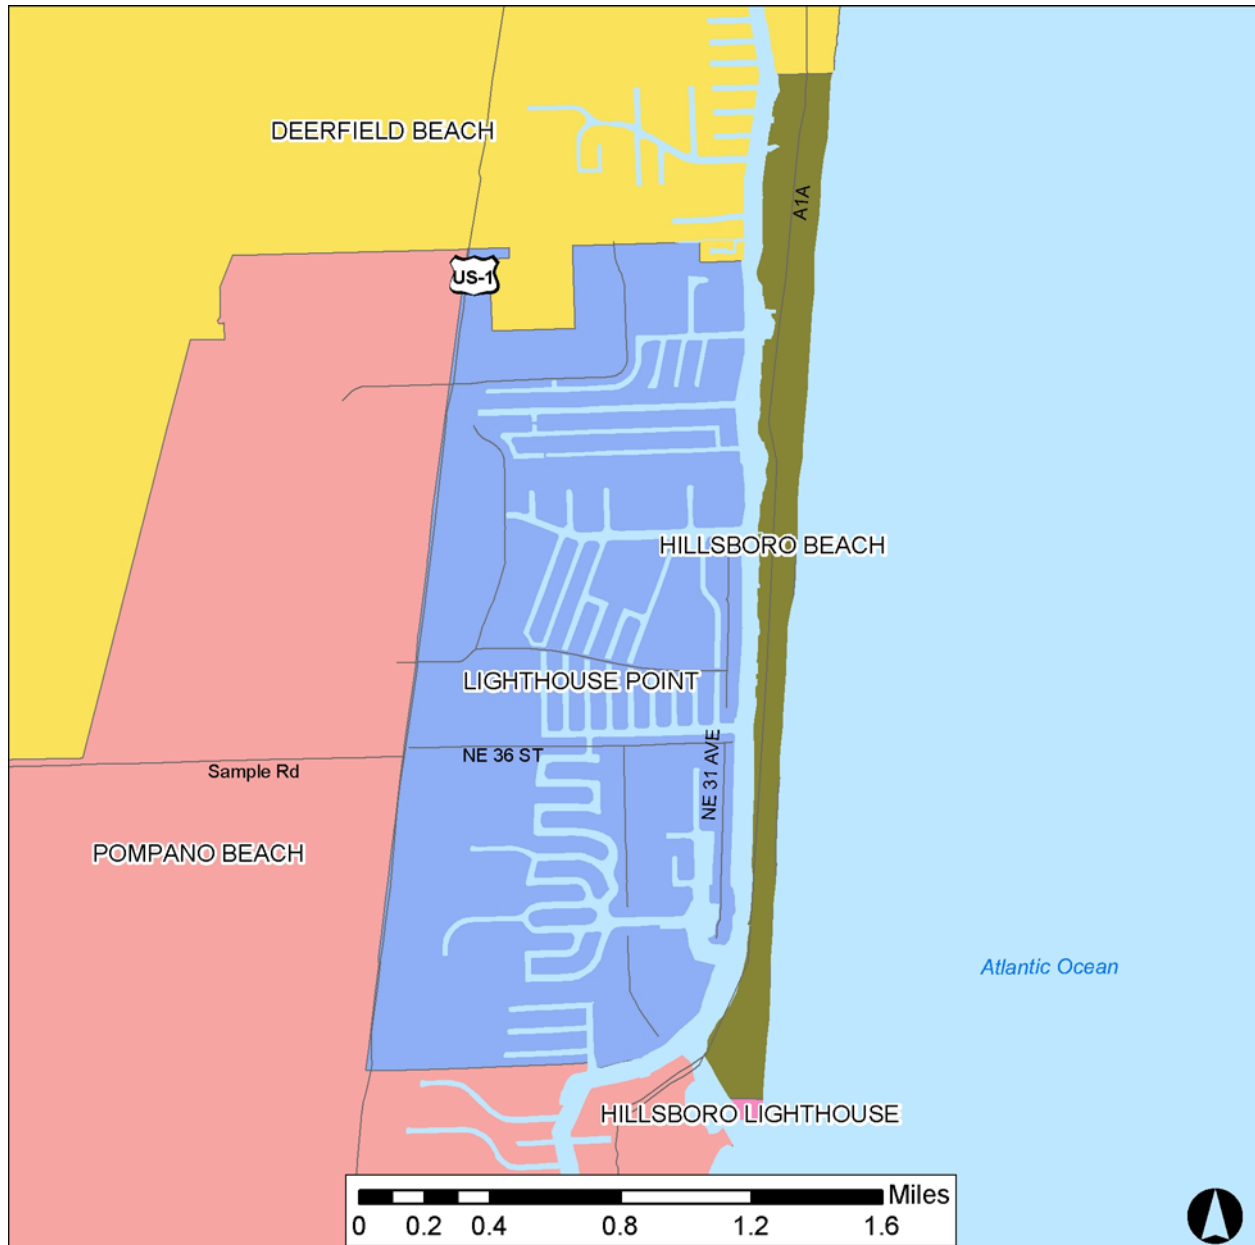 DEERFIELD BEACH
A1A
US-1
HILLSBORO BEACH
LIGHTHOUSE POINT
NE 36 ST
NE 31 AVE
Sample Rd
POMPANO BEACH
Atlantic Ocean
HILLSBORO LIGHTHOUSE
Miles
0 0.2 0.4 0.8 1.2 1.6